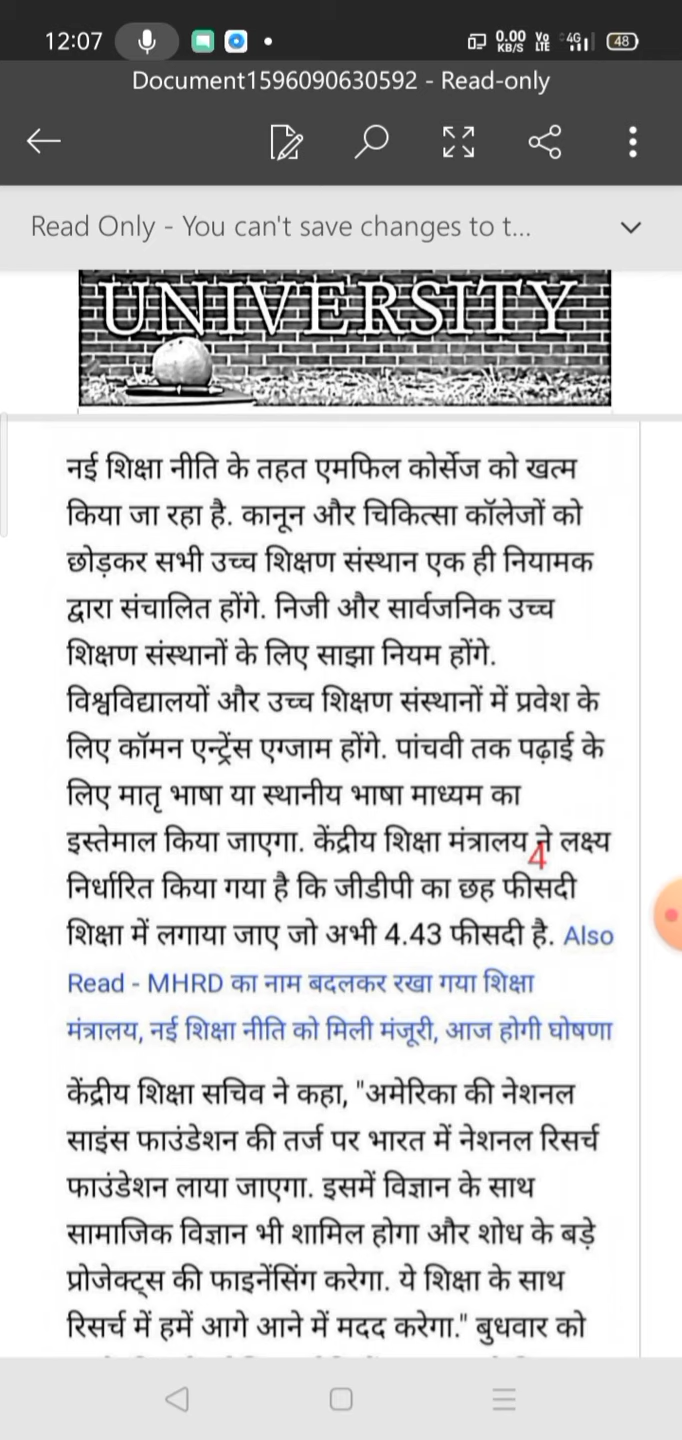 12:07
0.00 KB/S Vo LTE 4G 48
Document1596090630592 - Read-only
Read Only - You can't save changes to t...
UNIVERSITY
नई शिक्षा नीति के तहत एमफिल कोर्सेज को खत्म
किया जा रहा है. कानून और चिकित्सा कॉलेजों को
छोड़कर सभी उच्च शिक्षण संस्थान एक ही नियामक
द्वारा संचालित होंगे. निजी और सार्वजनिक उच्च
शिक्षण संस्थानों के लिए साझा नियम होंगे.
विश्वविद्यालयों और उच्च शिक्षण संस्थानों में प्रवेश के
लिए कॉमन एन्ट्रेंस एग्जाम होंगे. पांचवी तक पढ़ाई के
लिए मातृ भाषा या स्थानीय भाषा माध्यम का
इस्तेमाल किया जाएगा. केंद्रीय शिक्षा मंत्रालय ने लक्ष्य
4
निर्धारित किया गया है कि जीडीपी का छह फीसदी
शिक्षा में लगाया जाए जो अभी 4.43 फीसदी है. Also
Read - MHRD का नाम बदलकर रखा गया शिक्षा
मंत्रालय, नई शिक्षा नीति को मिली मंजूरी, आज होगी घोषणा
केंद्रीय शिक्षा सचिव ने कहा, "अमेरिका की नेशनल
साइंस फाउंडेशन की तर्ज पर भारत में नेशनल रिसर्च
फाउंडेशन लाया जाएगा. इसमें विज्ञान के साथ
सामाजिक विज्ञान भी शामिल होगा और शोध के बड़े
प्रोजेक्ट्स की फाइनेंसिंग करेगा. ये शिक्षा के साथ
रिसर्च में हमें आगे आने में मदद करेगा." बुधवार को